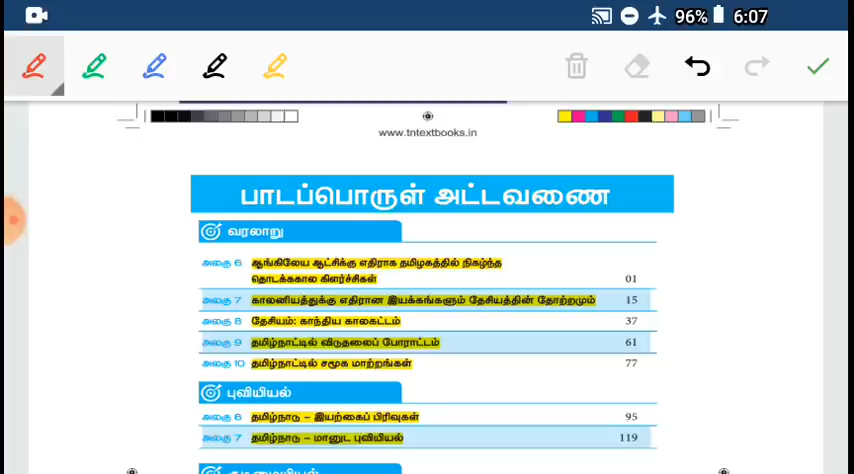 96% 6:07
www.tntextbooks.in
பாடப்பொருள் அட்டவணை
வரலாறு
அலகு 6 ஆங்கிலேய ஆட்சிக்கு எதிராக தமிழகத்தில் நிகழ்ந்த
தொடக்ககால கிளர்ச்சிகள் 01
அலகு 7 காலனியத்துக்கு எதிரான இயக்கங்களும் தேசியத்தின் தோற்றமும் 15
அலகு 8 தேசியம்: காந்திய காலகட்டம் 37
அலகு 9 தமிழ்நாட்டில் விடுதலைப் போராட்டம் 61
அலகு 10 தமிழ்நாட்டில் சமூக மாற்றங்கள் 77
புவியியல்
அலகு 6 தமிழ்நாடு – இயற்கைப் பிரிவுகள் 95
அலகு 7 தமிழ்நாடு – மானுட புவியியல் 119